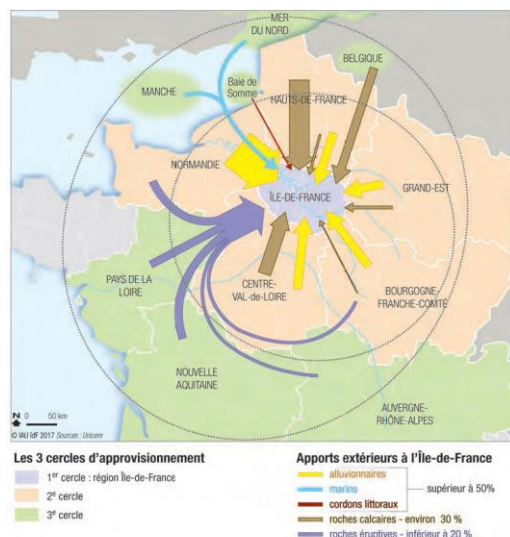 MER
DU NORD
BELGIQUE
MANCHE
Baie de
Somme
HAUTS-DE-FRANCE
NORMANDIE
ÎLE-DE-FRANCE
GRAND-EST
PAYS DE LA
LOIRE
CENTRE-
VAL-de-LOIRE
BOURGOGNE-
FRANCHE-COMTÉ
NOUVELLE
AQUITAINE
AUVERGNE-
RHÔNE-ALPES
N
0 50 km
© IAU îdF 2017 Sources : Unicem
Les 3 cercles d'approvisionnement
1er cercle : région Île-de-France
2e cercle
3e cercle
Apports extérieurs à l'Île-de-France
alluvionnaires
marins
cordons littoraux
supérieur à 50%
roches calcaires - environ 30 %
roches éruptives - inférieur à 20 %